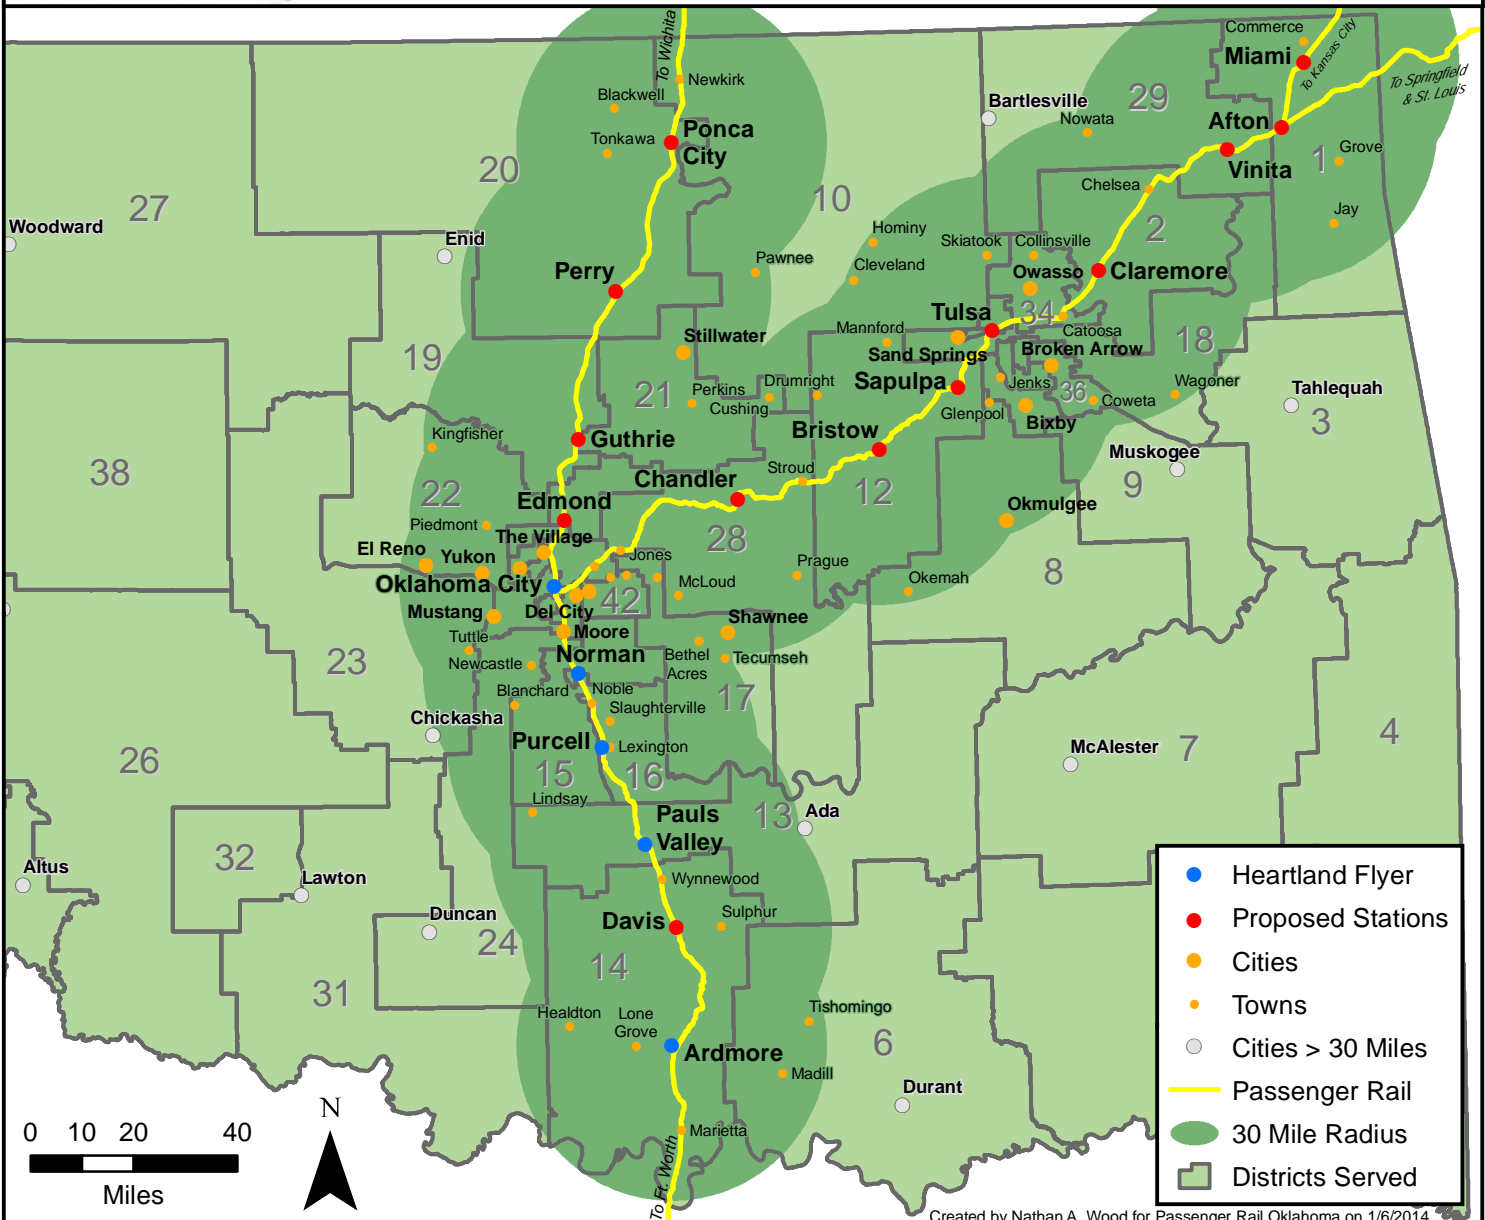 Commerce
Miami
To Kansas City
To Springfield
& St. Louis
To Wichita
Newkirk
Blackwell
Bartlesville
29
Nowata
Afton
Ponca
City
Tonkawa
Vinita
1
Grove
20
27
10
Chelsea
Jay
Woodward
Enid
Hominy
Skiatook
Collinsville
2
Pawnee
Cleveland
Owasso
Claremore
Perry
Tulsa
34
Mannford
Catoosa
18
Stillwater
Sand Springs
Broken Arrow
19
Sapulpa
Jenks
36
Wagoner
Tahlequah
21
Perkins
Drumright
Cushing
Glenpool
Coweta
Bixby
3
Kingfisher
Guthrie
Bristow
Muskogee
38
Stroud
Chandler
12
9
22
Edmond
Okmulgee
Piedmont
The Village
28
El Reno
Yukon
Jones
Prague
8
Oklahoma City
McLoud
Okemah
42
Mustang
Del City
Shawnee
Moore
Tuttle
Norman
Bethel
Acres
Tecumseh
23
Newcastle
Blanchard
Noble
17
Slaughterville
Chickasha
Purcell
Lexington
McAlester
7
4
26
15
16
Lindsay
Pauls
Valley
13
Ada
32
Altus
Lawton
Wynnewood
Duncan
Davis
Sulphur
24
14
31
Healdton
Lone
Grove
Tishomingo
6
Ardmore
Madill
Durant
Marietta
To Ft. Worth
N
0 10 20 40
Miles
Heartland Flyer
Proposed Stations
Cities
Towns
Cities > 30 Miles
Passenger Rail
30 Mile Radius
Districts Served
Created by Nathan A. Wood for Passenger Rail Oklahoma on 1/6/2014